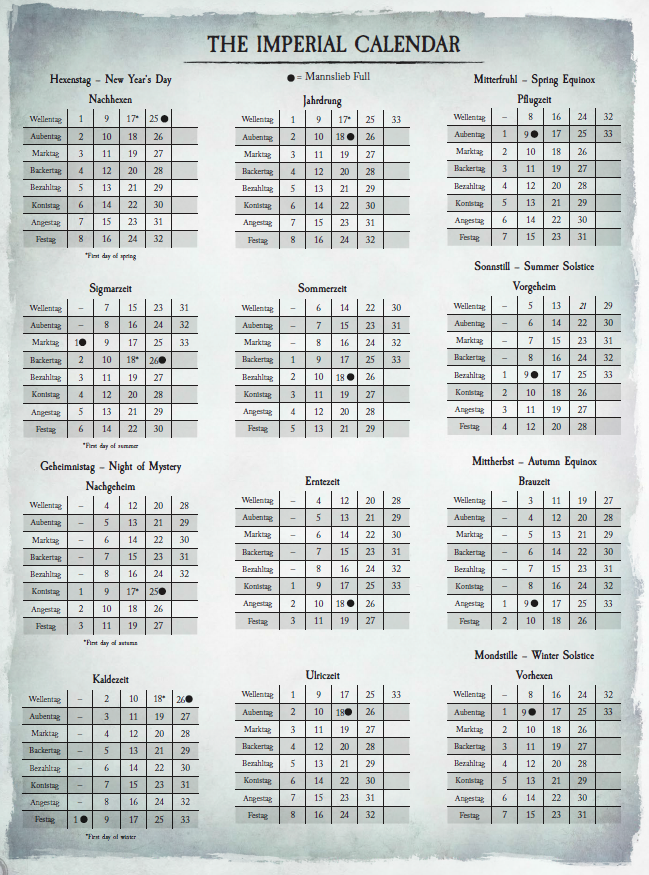 THE IMPERIAL CALENDAR
● = Mannslieb Full
Hexenstag – New Year's Day
Nachhexen
Wellentag 1 9 17* 25 ●
Aubentag 2 10 18 26
Marktag 3 11 19 27
Backertag 4 12 20 28
Bezahltag 5 13 21 29
Konistag 6 14 22 30
Angestag 7 15 23 31
Festag 8 16 24 32
*First day of spring
Jahrdrung
Wellentag 1 9 17* 25 33
Aubentag 2 10 18 ● 26
Marktag 3 11 19 27
Backertag 4 12 20 28
Bezahltag 5 13 21 29
Konistag 6 14 22 30
Angestag 7 15 23 31
Festag 8 16 24 32
Mitterfruhl – Spring Equinox
Pflugzeit
Wellentag – 8 16 24 32
Aubentag 1 9 ● 17 25 33
Marktag 2 10 18 26
Backertag 3 11 19 27
Bezahltag 4 12 20 28
Konistag 5 13 21 29
Angestag 6 14 22 30
Festag 7 15 23 31
Sigmarzeit
Wellentag – 7 15 23 31
Aubentag – 8 16 24 32
Marktag 1 ● 9 17 25 33
Backertag 2 10 18* 26 ●
Bezahltag 3 11 19 27
Konistag 4 12 20 28
Angestag 5 13 21 29
Festag 6 14 22 30
*First day of summer
Sommerzeit
Wellentag – 6 14 22 30
Aubentag – 7 15 23 31
Marktag – 8 16 24 32
Backertag 1 9 17 25 33
Bezahltag 2 10 18 ● 26
Konistag 3 11 19 27
Angestag 4 12 20 28
Festag 5 13 21 29
Sonnstill – Summer Solstice
Vorgeheim
Wellentag – 5 13 21 29
Aubentag – 6 14 22 30
Marktag – 7 15 23 31
Backertag – 8 16 24 32
Bezahltag 1 9 ● 17 25 33
Konistag 2 10 18 26
Angestag 3 11 19 27
Festag 4 12 20 28
Geheimnistag – Night of Mystery
Nachgeheim
Wellentag – 4 12 20 28
Aubentag – 5 13 21 29
Marktag – 6 14 22 30
Backertag – 7 15 23 31
Bezahltag – 8 16 24 32
Konistag 1 9 17* 25 ●
Angestag 2 10 18 26
Festag 3 11 19 27
*First day of autumn
Erntezeit
Wellentag – 4 12 20 28
Aubentag – 5 13 21 29
Marktag – 6 14 22 30
Backertag – 7 15 23 31
Bezahltag – 8 16 24 32
Konistag 1 9 17 25 33
Angestag 2 10 18 ● 26
Festag 3 11 19 27
Mittherbst – Autumn Equinox
Brauzeit
Wellentag – 3 11 19 27
Aubentag – 4 12 20 28
Marktag – 5 13 21 29
Backertag – 6 14 22 30
Bezahltag – 7 15 23 31
Konistag – 8 16 24 32
Angestag 1 9 ● 17 25 33
Festag 2 10 18 26
Kaldezeit
Wellentag – 2 10 18* 26 ●
Aubentag – 3 11 19 27
Marktag – 4 12 20 28
Backertag – 5 13 21 29
Bezahltag – 6 14 22 30
Konistag – 7 15 23 31
Angestag – 8 16 24 32
Festag 1 ● 9 17 25 33
*First day of winter
Ulriczeit
Wellentag 1 9 17 25 33
Aubentag 2 10 18 ● 26
Marktag 3 11 19 27
Backertag 4 12 20 28
Bezahltag 5 13 21 29
Konistag 6 14 22 30
Angestag 7 15 23 31
Festag 8 16 24 32
Mondstille – Winter Solstice
Vorhexen
Wellentag – 8 16 24 32
Aubentag 1 9 ● 17 25 33
Marktag 2 10 18 26
Backertag 3 11 19 27
Bezahltag 4 12 20 28
Konistag 5 13 21 29
Angestag 6 14 22 30
Festag 7 15 23 31